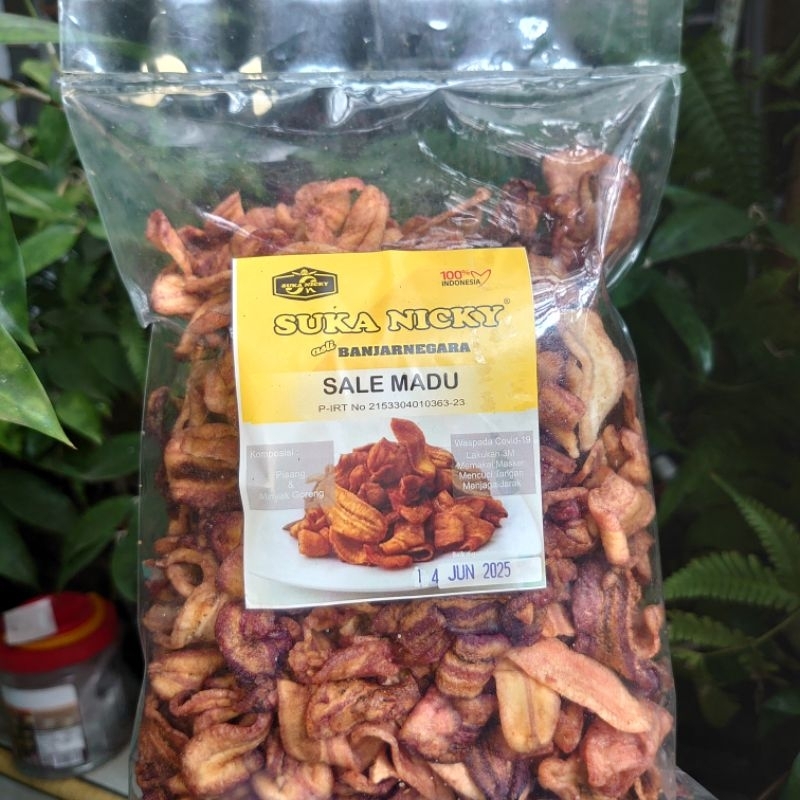 SUKA NICKY
100%
INDONESIA
SUKA NICKY®
asli BANJARNEGARA
SALE MADU
P-IRT No 2153304010363-23
Komposisi :
Pisang
&
Minyak Goreng
Waspada Covid-19
Lakukan 3M
Memakai Masker
Mencuci Tangan
Menjaga Jarak
14 JUN 2025